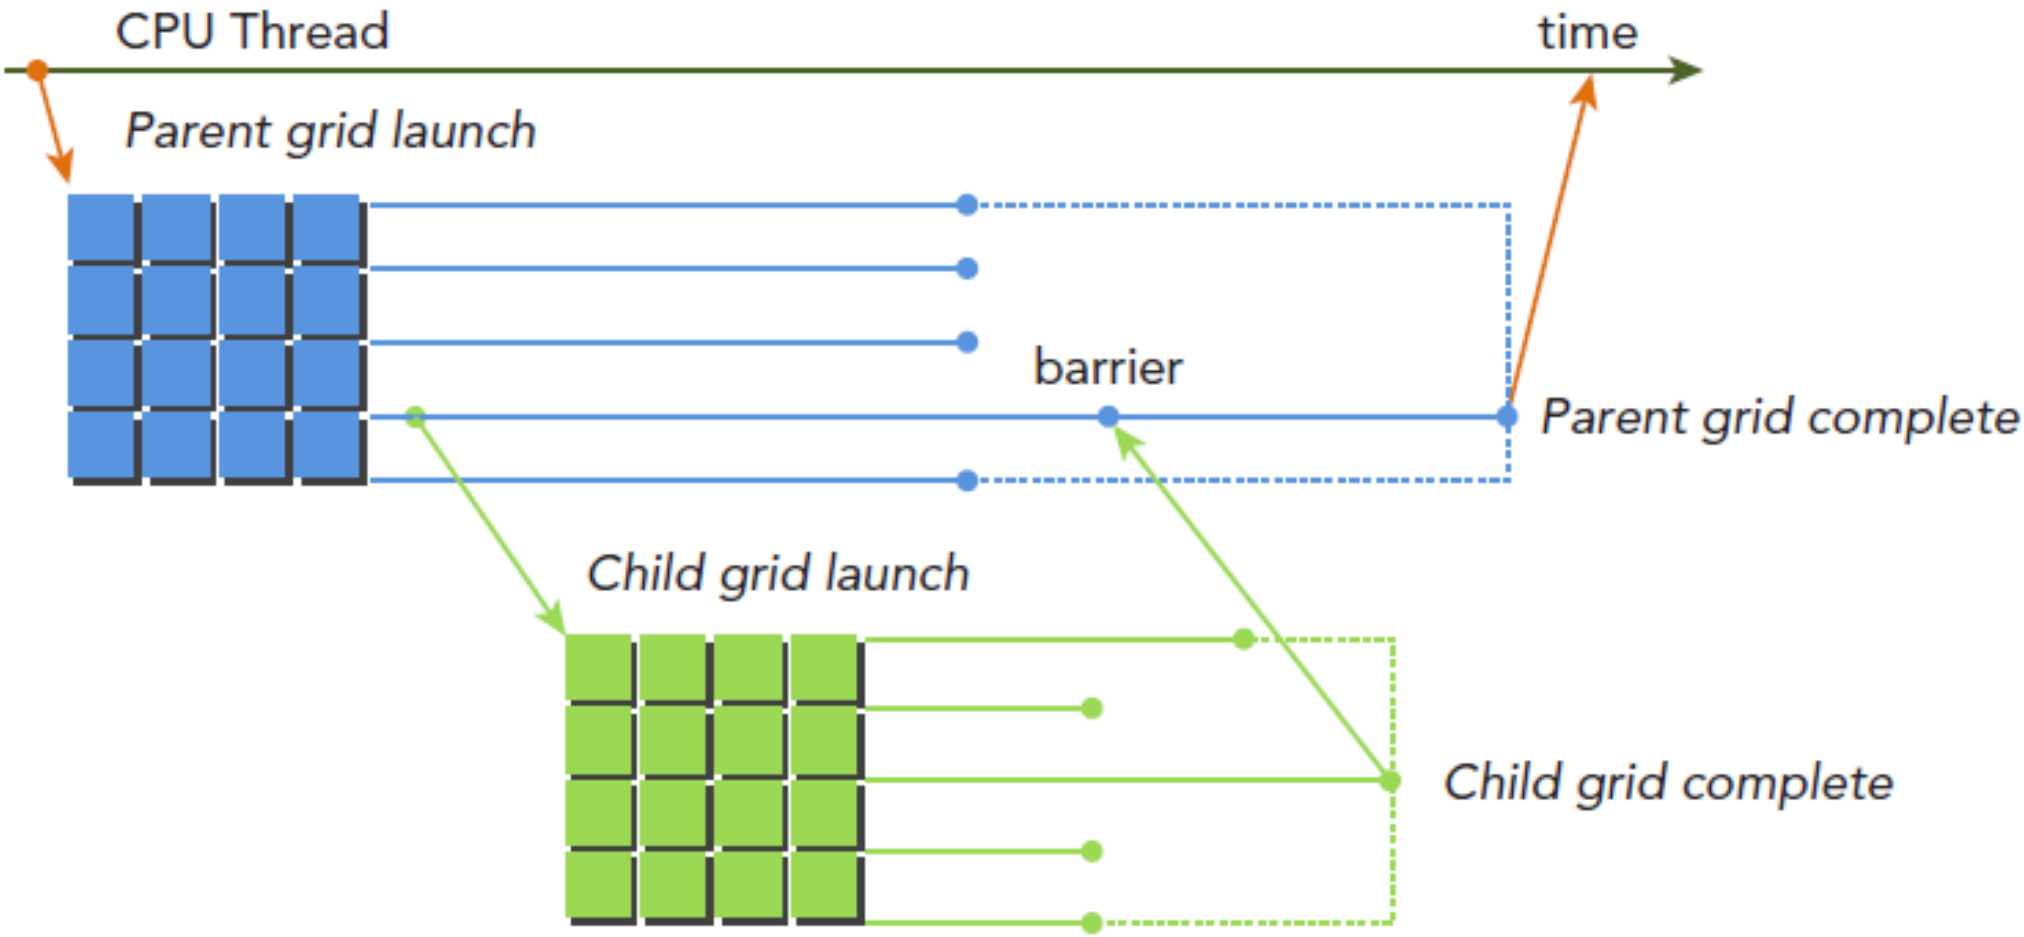 CPU Thread
time
Parent grid launch
barrier
Parent grid complete
Child grid launch
Child grid complete